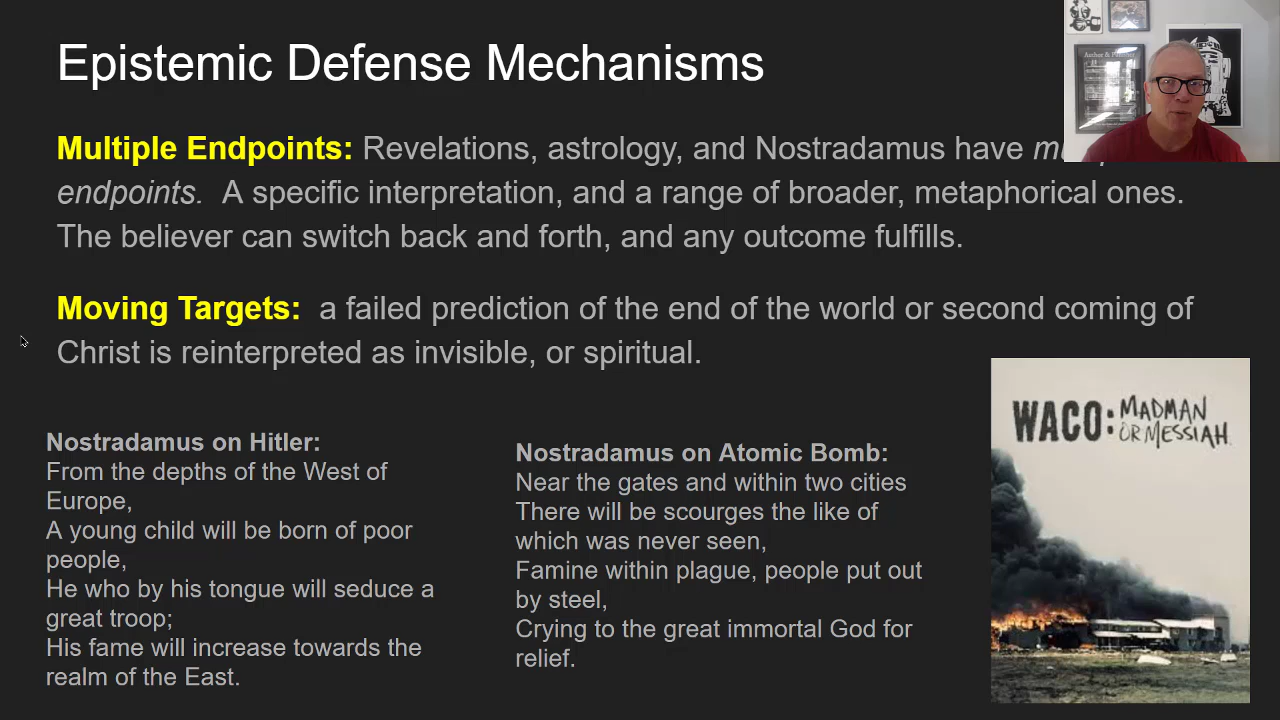 Epistemic Defense Mechanisms
Multiple Endpoints: Revelations, astrology, and Nostradamus have
endpoints. A specific interpretation, and a range of broader, metaphorical ones.
The believer can switch back and forth, and any outcome fulfills.
Moving Targets: a failed prediction of the end of the world or second coming of
Christ is reinterpreted as invisible, or spiritual.
Nostradamus on Hitler:
From the depths of the West of
Europe,
A young child will be born of poor
people,
He who by his tongue will seduce a
great troop;
His fame will increase towards the
realm of the East.
Nostradamus on Atomic Bomb:
Near the gates and within two cities
There will be scourges the like of
which was never seen,
Famine within plague, people put out
by steel,
Crying to the great immortal God for
relief.
WACO: MADMAN
OR MESSIAH